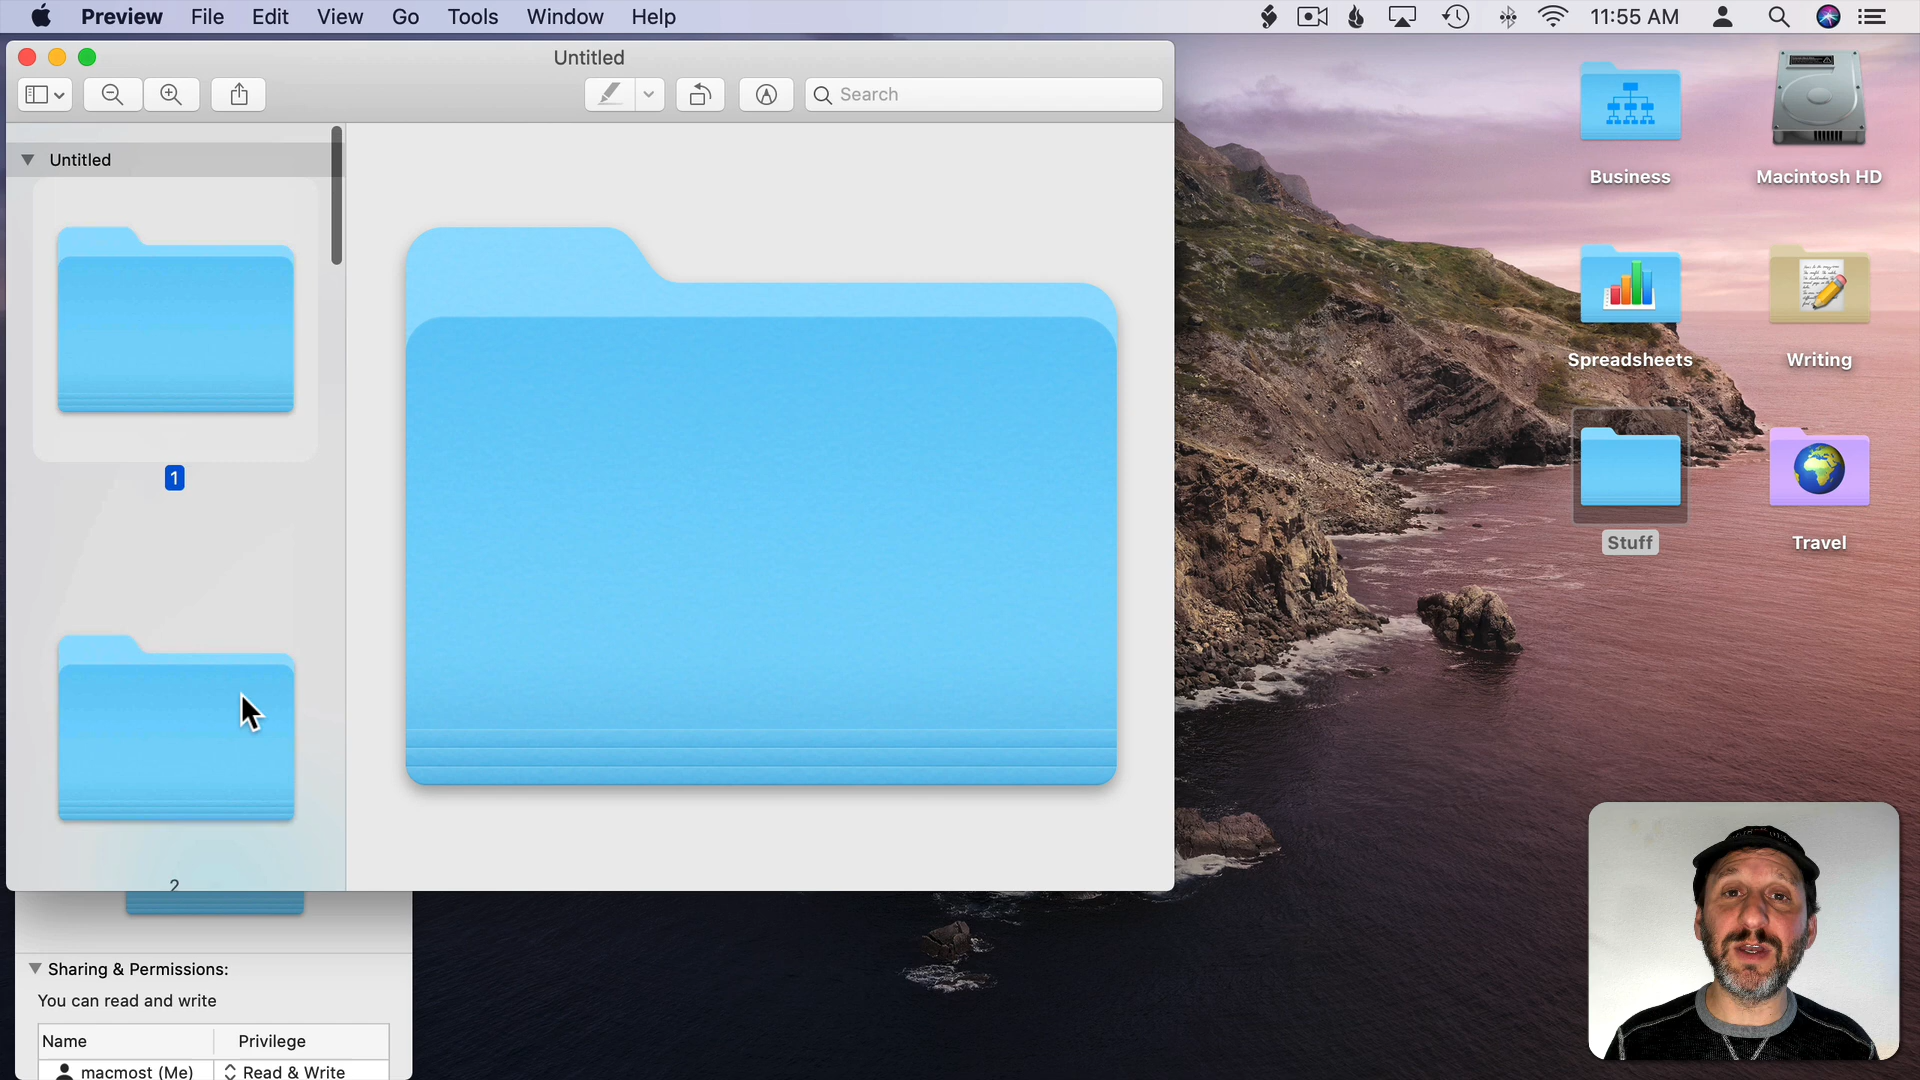 Preview File Edit View Go Tools Window Help 11:55 AM
Untitled
Search
Untitled
1
2
Sharing & Permissions:
You can read and write
Name Privilege
macmost (Me) Read & Write
Business Macintosh HD
Spreadsheets Writing
Stuff Travel